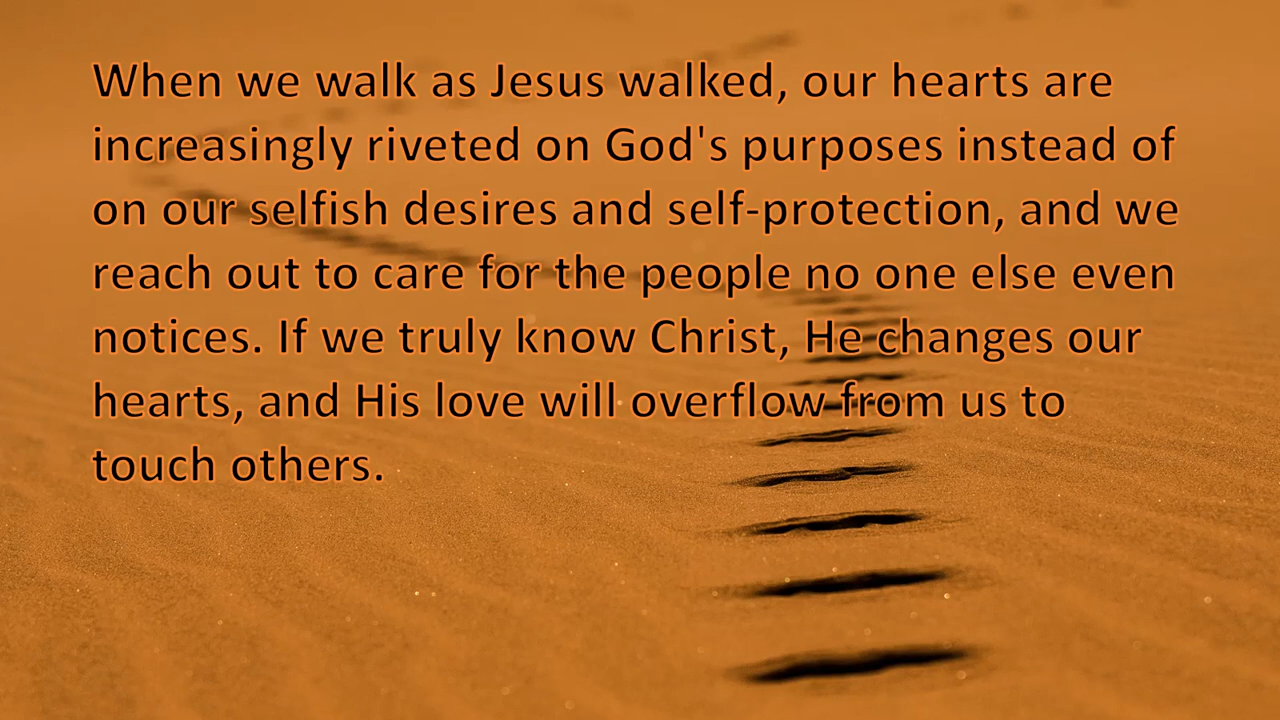 When we walk as Jesus walked, our hearts are
increasingly riveted on God's purposes instead of
on our selfish desires and self-protection, and we
reach out to care for the people no one else even
notices. If we truly know Christ, He changes our
hearts, and His love will overflow from us to
touch others.